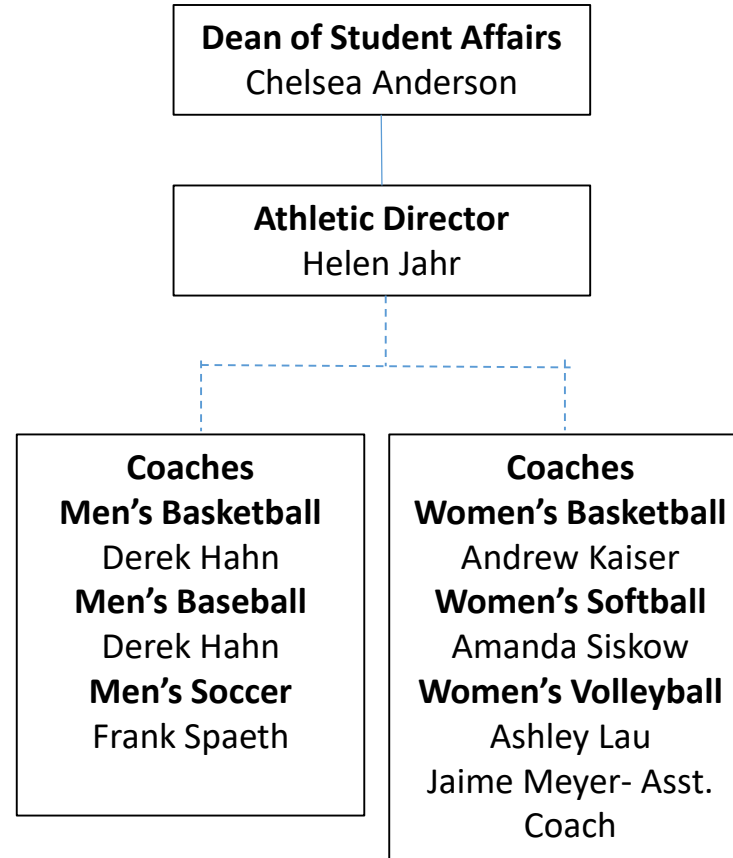 Dean of Student Affairs
Chelsea Anderson
Athletic Director
Helen Jahr
Coaches
Men’s Basketball
Derek Hahn
Men’s Baseball
Derek Hahn
Men’s Soccer
Frank Spaeth
Coaches
Women’s Basketball
Andrew Kaiser
Women’s Softball
Amanda Siskow
Women’s Volleyball
Ashley Lau
Jaime Meyer- Asst.
Coach